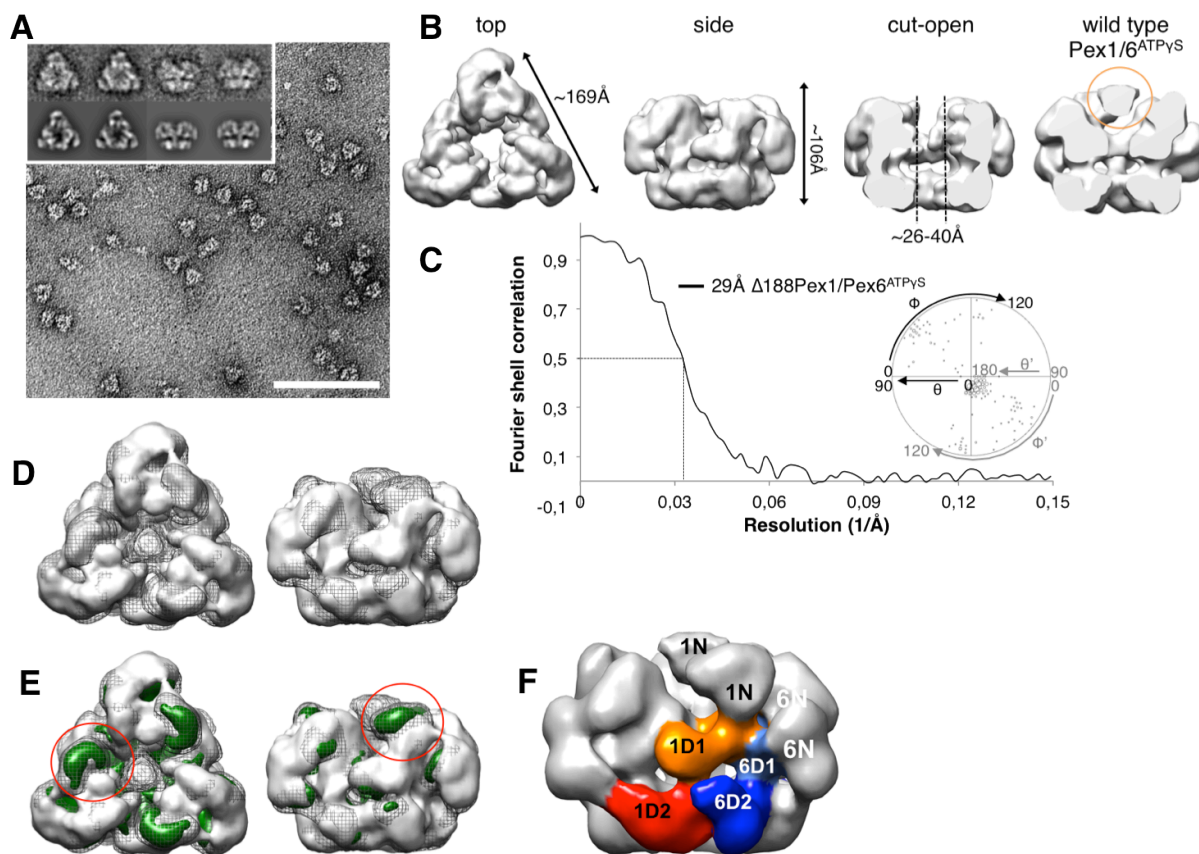 A
B
top
side
cut-open
wild type
Pex1/6ATPγS
~169Å
~106Å
~26-40Å
C
29Å Δ188Pex1/Pex6ATPγS
Fourier shell correlation
0,9
0,7
0,5
0,3
0,1
-0,1
0
0,03
0,06
0,09
0,12
0,15
Resolution (1/Å)
Φ
120
0
90
θ
0
180
θ'
90
0
120
Φ'
D
E
F
1N
1N
6N
6N
1D1
6D1
1D2
6D2